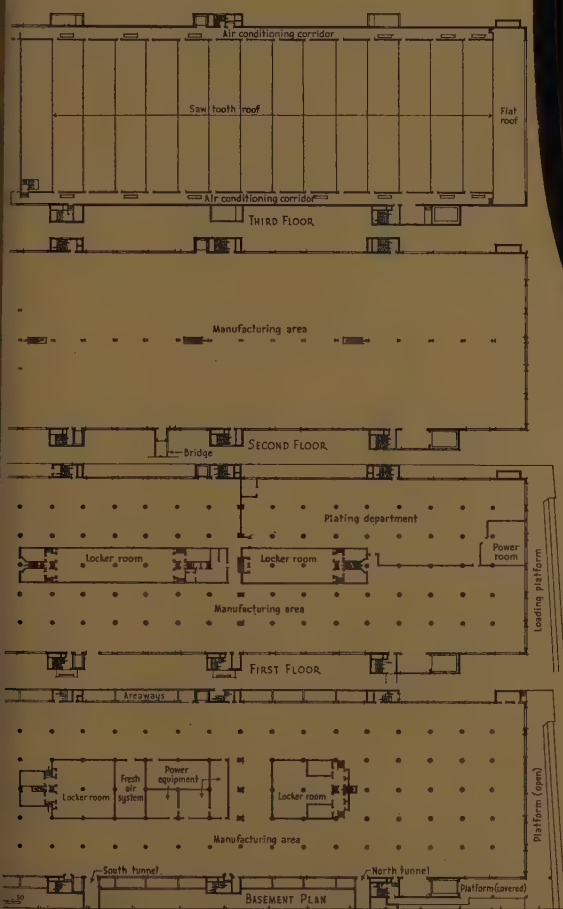 Air conditioning corridor
Saw tooth roof
Flat
roof
Air conditioning corridor
THIRD FLOOR
Manufacturing area
Bridge
SECOND FLOOR
Plating department
Locker room
Locker room
Power
room
Loading platform
Manufacturing area
FIRST FLOOR
Areaways
Locker room
Fresh
air
system
Power
equipment
Locker room
Platform (open)
Manufacturing area
South tunnel
North tunnel
Platform (covered)
50
BASEMENT PLAN